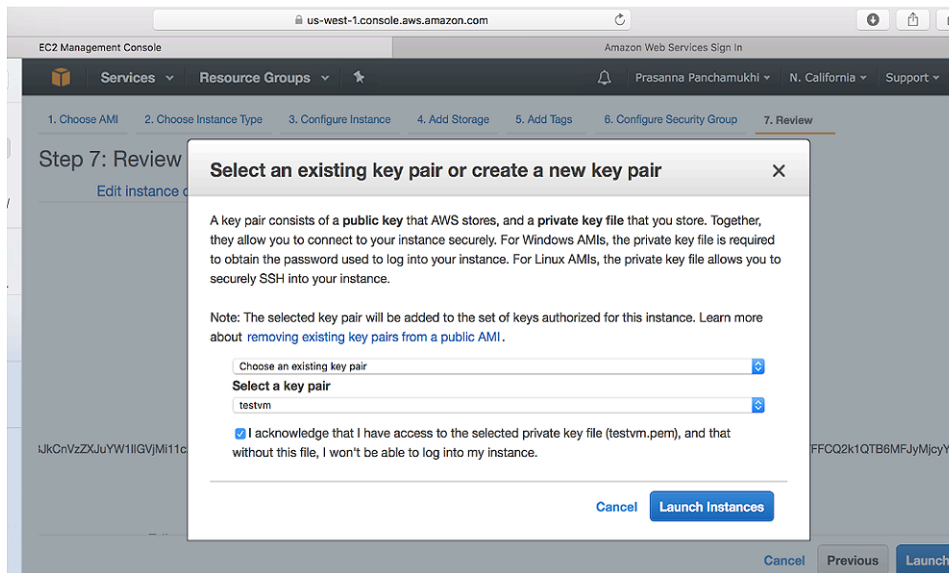 us-west-1.console.aws.amazon.com
EC2 Management Console
Amazon Web Services Sign In
Services
Resource Groups
Prasanna Panchamukhi
N. California
Support
1. Choose AMI
2. Choose Instance Type
3. Configure Instance
4. Add Storage
5. Add Tags
6. Configure Security Group
7. Review
Step 7: Review
Edit instance
Select an existing key pair or create a new key pair
A key pair consists of a public key that AWS stores, and a private key file that you store. Together,
they allow you to connect to your instance securely. For Windows AMIs, the private key file is required
to obtain the password used to log into your instance. For Linux AMIs, the private key file allows you to
securely SSH into your instance.
Note: The selected key pair will be added to the set of keys authorized for this instance. Learn more
about removing existing key pairs from a public AMI.
Choose an existing key pair
Select a key pair
testvm
I acknowledge that I have access to the selected private key file (testvm.pem), and that
without this file, I won't be able to log into my instance.
Cancel
Launch Instances
Cancel
Previous
Launch